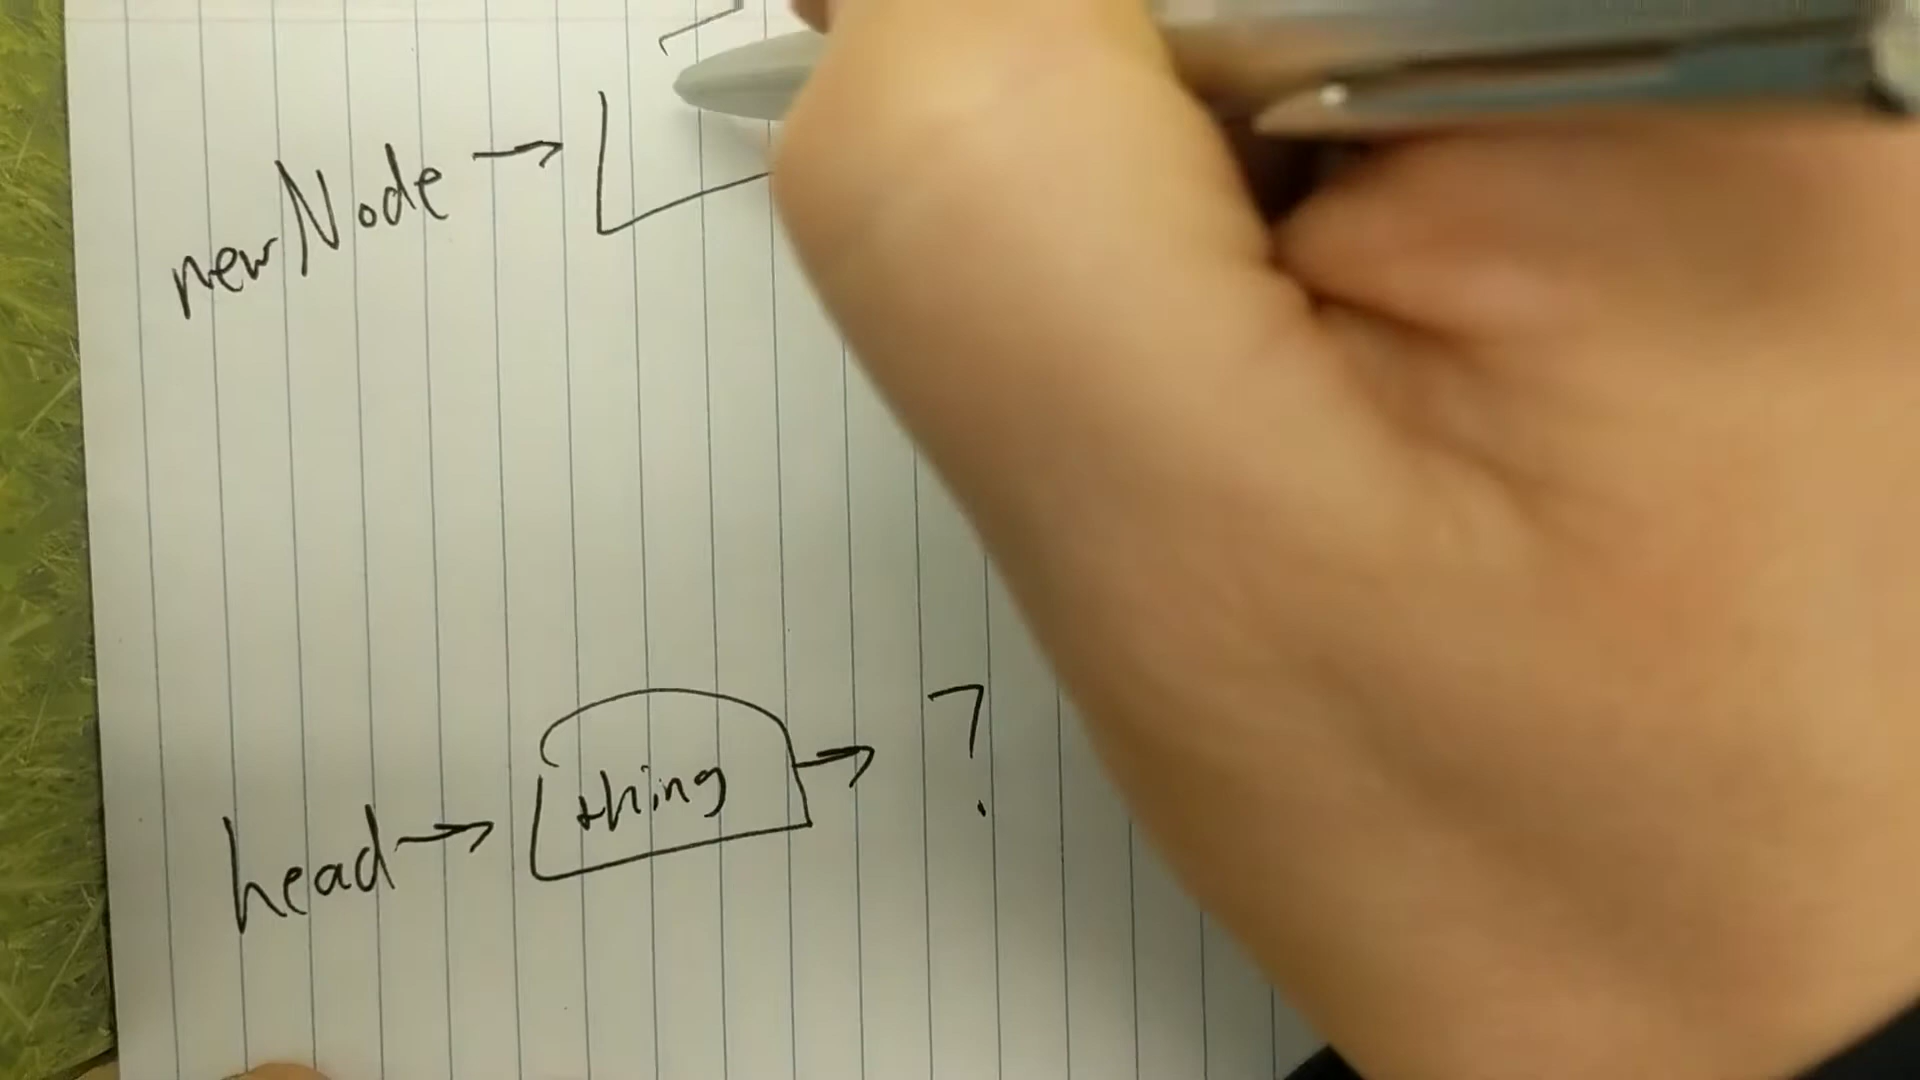 newNode →
head → thing → ?